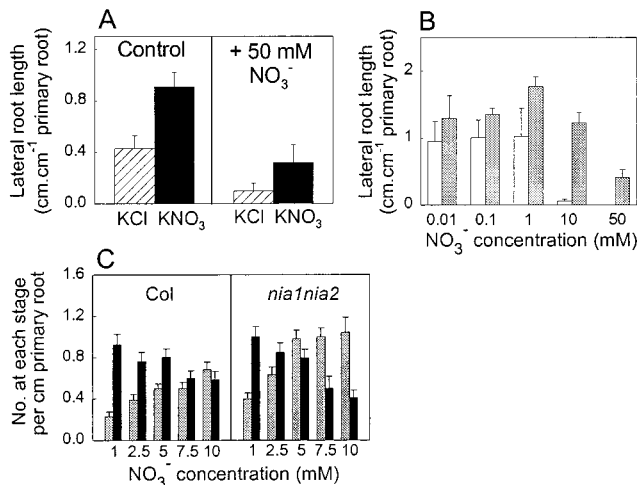 A
Lateral root length
(cm.cm⁻¹ primary root)
1.2
0.8
0.4
0.0
Control
+ 50 mM
NO₃⁻
KCl KNO₃ KCl KNO₃
B
Lateral root length
(cm.cm⁻¹ primary root)
2
1
0
0.01 0.1 1 10 50
NO₃⁻ concentration (mM)
C
No. at each stage
per cm primary root
1.6
1.2
0.8
0.4
0.0
Col
nia1nia2
1 2.5 5 7.5 10 1 2.5 5 7.5 10
NO₃⁻ concentration (mM)